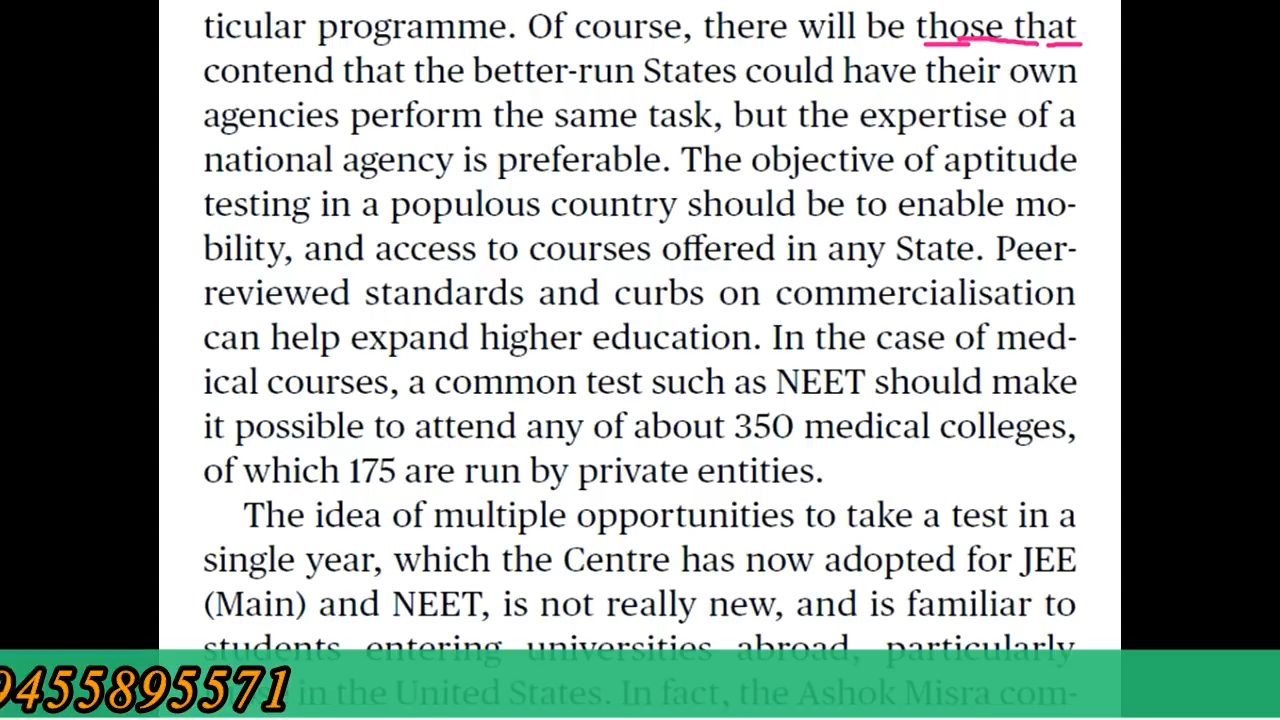 ticular programme. Of course, there will be those that
contend that the better-run States could have their own
agencies perform the same task, but the expertise of a
national agency is preferable. The objective of aptitude
testing in a populous country should be to enable mo-
bility, and access to courses offered in any State. Peer-
reviewed standards and curbs on commercialisation
can help expand higher education. In the case of med-
ical courses, a common test such as NEET should make
it possible to attend any of about 350 medical colleges,
of which 175 are run by private entities.
The idea of multiple opportunities to take a test in a
single year, which the Centre has now adopted for JEE
(Main) and NEET, is not really new, and is familiar to
students entering universities abroad, particularly
in the United States. In fact, the Ashok Misra com-
9455895571